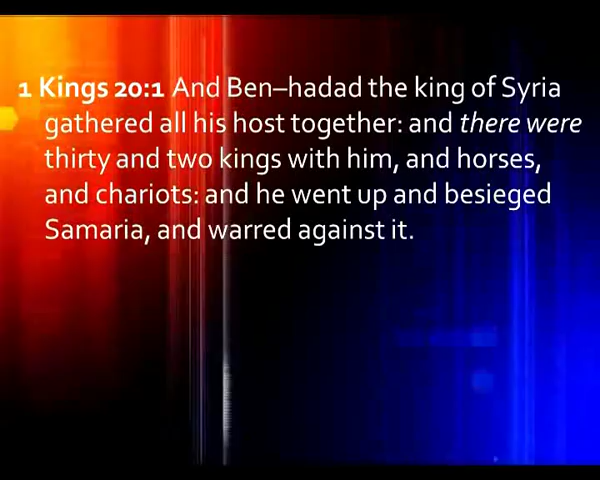 1 Kings 20:1 And Ben–hadad the king of Syria
gathered all his host together: and there were
thirty and two kings with him, and horses,
and chariots: and he went up and besieged
Samaria, and warred against it.